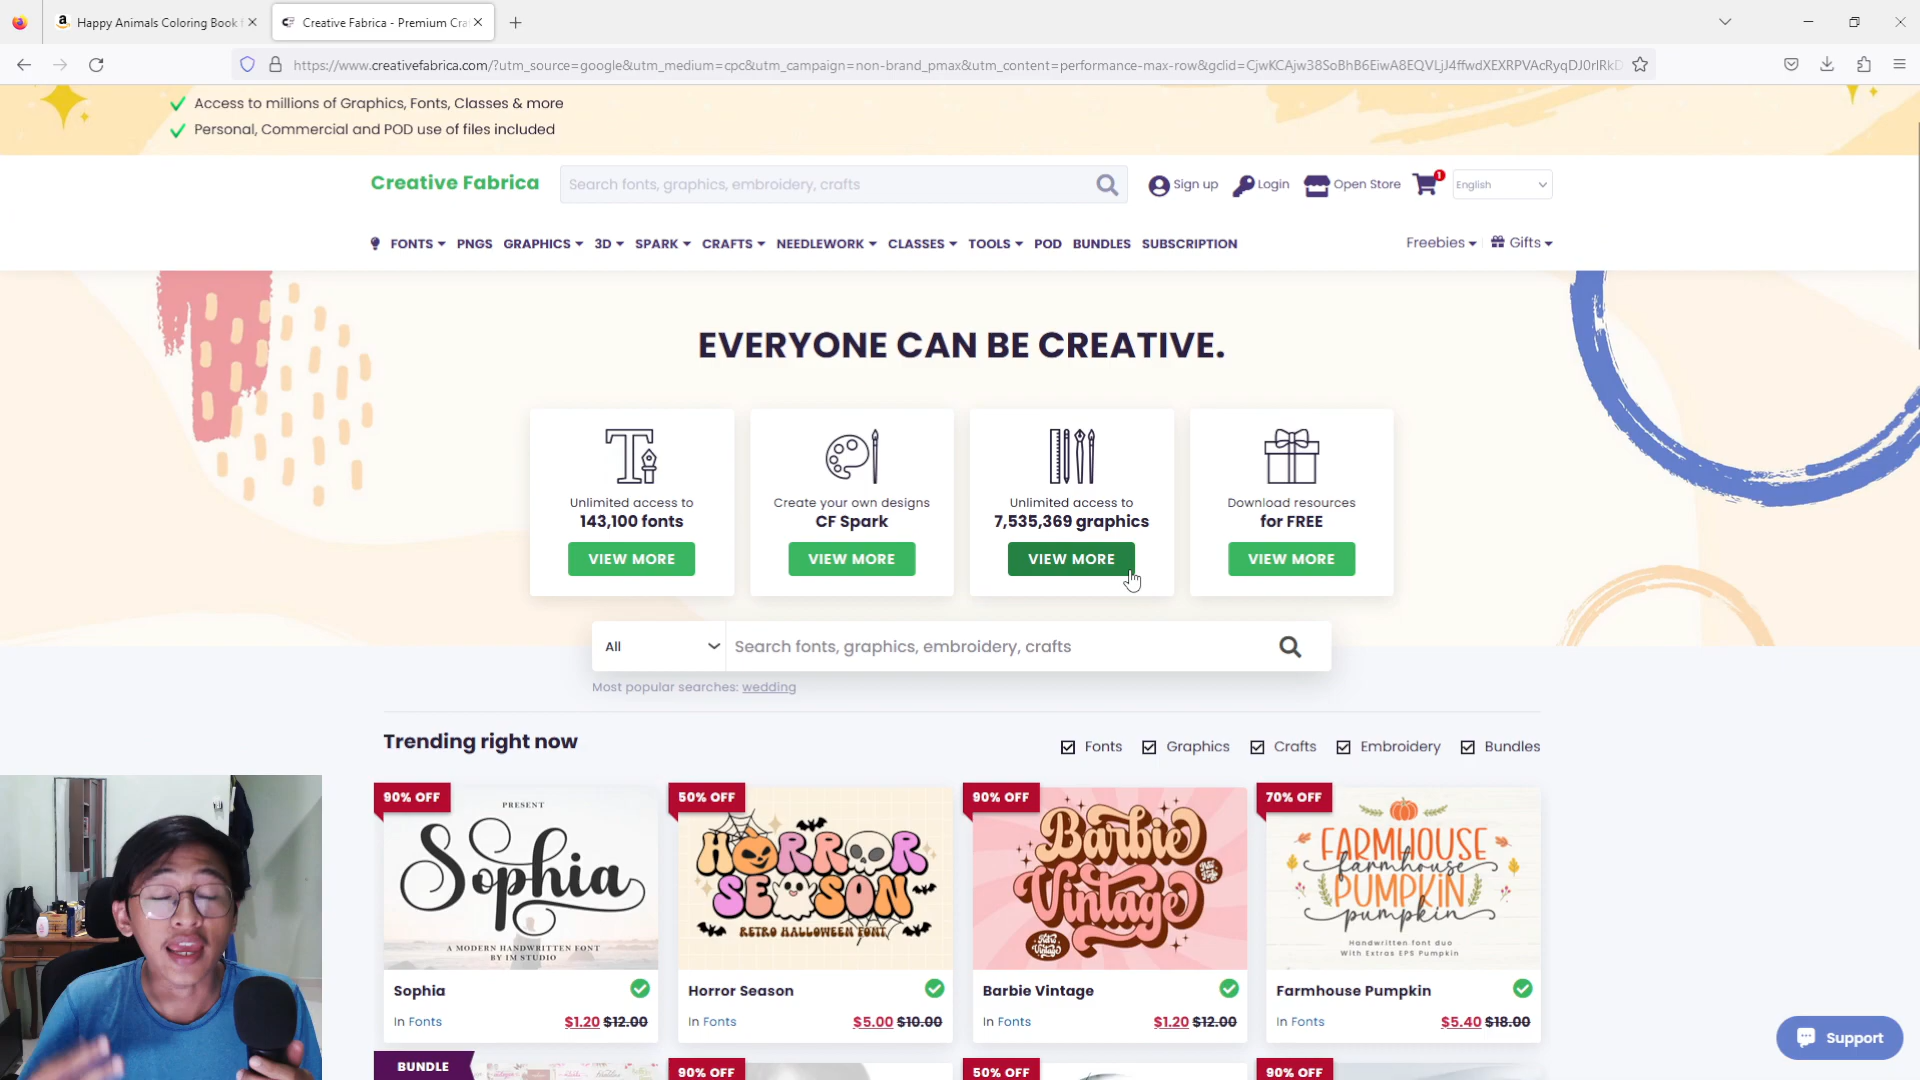 Happy Animals Coloring Book f
Creative Fabrica - Premium Cra
https://www.creativefabrica.com/?utm_source=google&utm_medium=cpc&utm_campaign=non-brand_pmax&utm_content=performance-max-row&gclid=
Access to millions of Graphics, Fonts, Classes & more
Personal, Commercial and POD use of files included
Creative Fabrica
Search fonts, graphics, embroidery, crafts
Sign up
Login
Open Store
1
English
FONTS PNGS GRAPHICS 3D SPARK CRAFTS NEEDLEWORK CLASSES TOOLS POD BUNDLES SUBSCRIPTION
Freebies Gifts
EVERYONE CAN BE CREATIVE.
Unlimited access to
143,100 fonts
VIEW MORE
Create your own designs
CF Spark
VIEW MORE
Unlimited access to
7,535,369 graphics
VIEW MORE
Download resources
for FREE
VIEW MORE
All
Search fonts, graphics, embroidery, crafts
Most popular searches: wedding
Trending right now
Fonts Graphics Crafts Embroidery Bundles
90% OFF
PRESENT
Sophia
A MODERN HANDWRITTEN FONT
BY IM STUDIO
Sophia
In Fonts
$1.20 $12.00
50% OFF
HORROR
SEASON
RETRO HALLOWEEN FONT
Horror Season
In Fonts
$5.00 $10.00
90% OFF
Barbie
Vintage
Barbie Vintage
In Fonts
$1.20 $12.00
70% OFF
FARMHOUSE
farmhouse
PUMPKIN
pumpkin
Handwritten font duo
With Extras EPS Pumpkin
Farmhouse Pumpkin
In Fonts
$5.40 $18.00
BUNDLE
90% OFF
50% OFF
90% OFF
Support